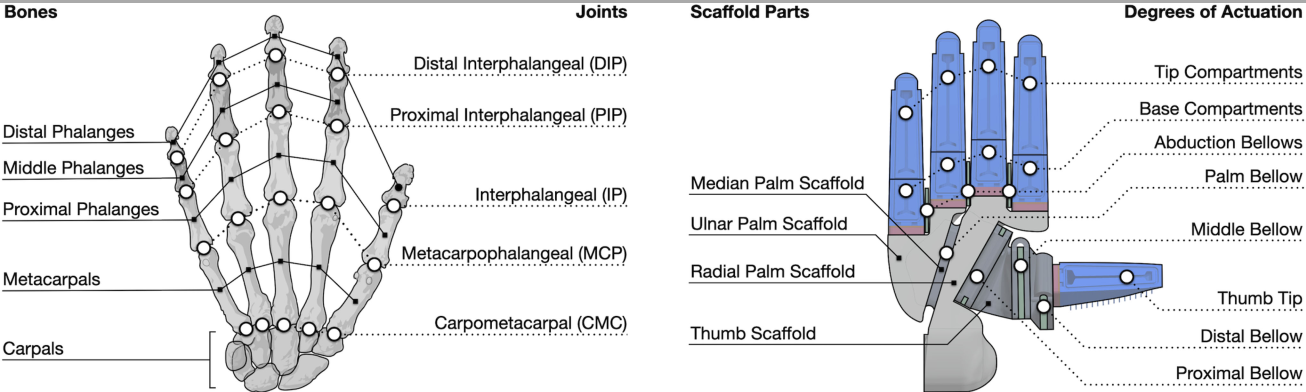 Bones
Joints
Distal Interphalangeal (DIP)
Proximal Interphalangeal (PIP)
Distal Phalanges
Middle Phalanges
Interphalangeal (IP)
Proximal Phalanges
Metacarpophalangeal (MCP)
Metacarpals
Carpometacarpal (CMC)
Carpals
Scaffold Parts
Degrees of Actuation
Tip Compartments
Base Compartments
Abduction Bellows
Palm Bellow
Median Palm Scaffold
Ulnar Palm Scaffold
Middle Bellow
Radial Palm Scaffold
Thumb Tip
Thumb Scaffold
Distal Bellow
Proximal Bellow